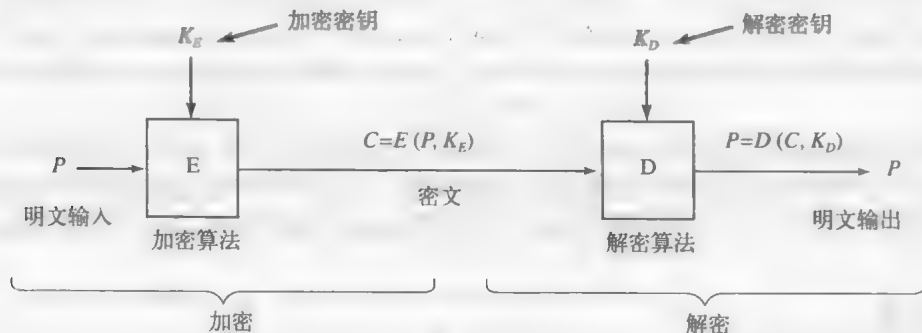 加密密钥
K_E
解密密钥
K_D
P
E
C=E (P, K_E)
D
P=D (C, K_D)
P
明文输入
密文
明文输出
加密算法
解密算法
加密
解密